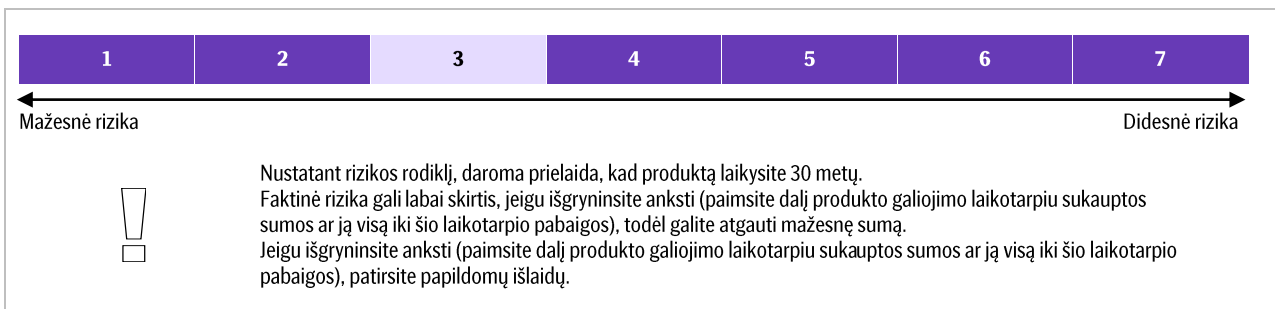 1 2 3 4 5 6 7
Mažesnė rizika Didesnė rizika
Nustatant rizikos rodiklį, daroma prielaida, kad produktą laikysite 30 metų.
Faktinė rizika gali labai skirtis, jeigu išgryninsite anksti (paimsite dalį produkto galiojimo laikotarpiu sukauptos
sumos ar ją visą iki šio laikotarpio pabaigos), todėl galite atgauti mažesnę sumą.
Jeigu išgryninsite anksti (paimsite dalį produkto galiojimo laikotarpiu sukauptos sumos ar ją visą iki šio laikotarpio
pabaigos), patirsite papildomų išlaidų.